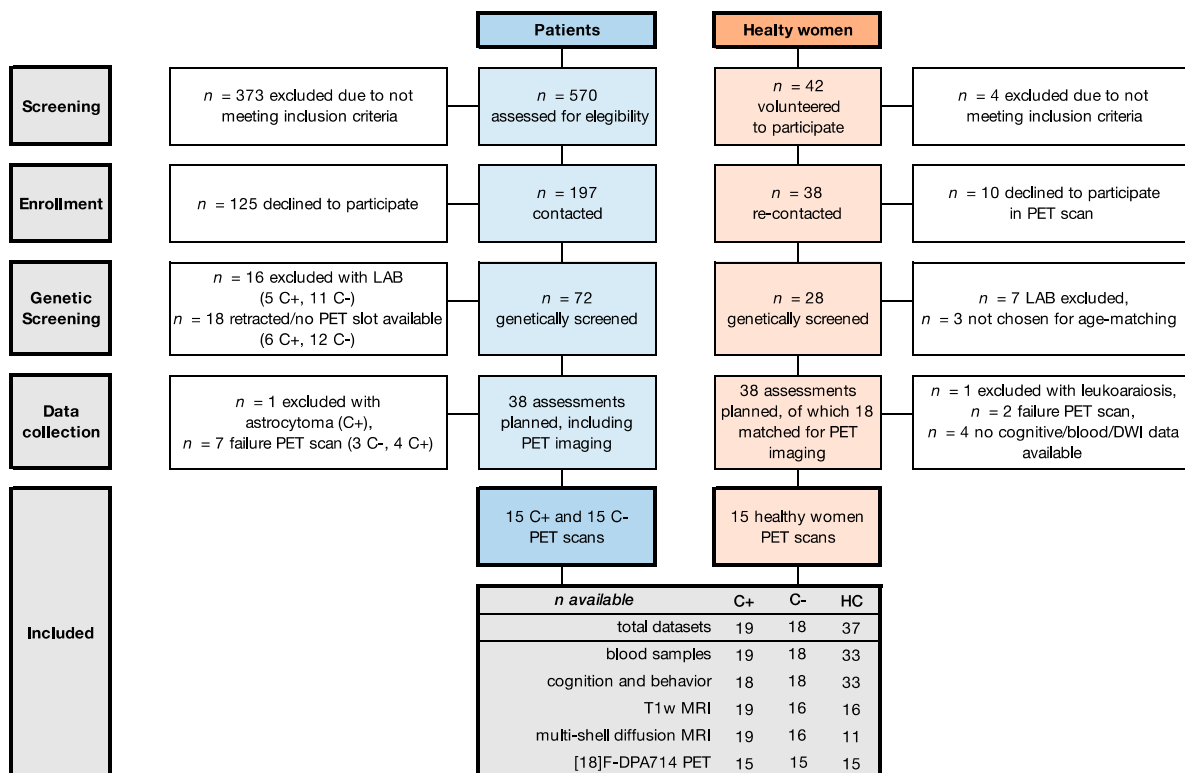 Patients
Healty women
Screening
n = 373 excluded due to not
meeting inclusion criteria
n = 570
assessed for elegibility
n = 42
volunteered
to participate
n = 4 excluded due to not
meeting inclusion criteria
Enrollment
n = 125 declined to participate
n = 197
contacted
n = 38
re-contacted
n = 10 declined to participate
in PET scan
Genetic
Screening
n = 16 excluded with LAB
(5 C+, 11 C-)
n = 18 retracted/no PET slot available
(6 C+, 12 C-)
n = 72
genetically screened
n = 28
genetically screened
n = 7 LAB excluded,
n = 3 not chosen for age-matching
Data
collection
n = 1 excluded with
astrocytoma (C+),
n = 7 failure PET scan (3 C-, 4 C+)
38 assessments
planned, including
PET imaging
38 assessments
planned, of which 18
matched for PET
imaging
n = 1 excluded with leukoaraiosis,
n = 2 failure PET scan,
n = 4 no cognitive/blood/DWI data
available
Included
15 C+ and 15 C-
PET scans
15 healthy women
PET scans
n available C+ C- HC
total datasets 19 18 37
blood samples 19 18 33
cognition and behavior 18 18 33
T1w MRI 19 16 16
multi-shell diffusion MRI 19 16 11
[18]F-DPA714 PET 15 15 15